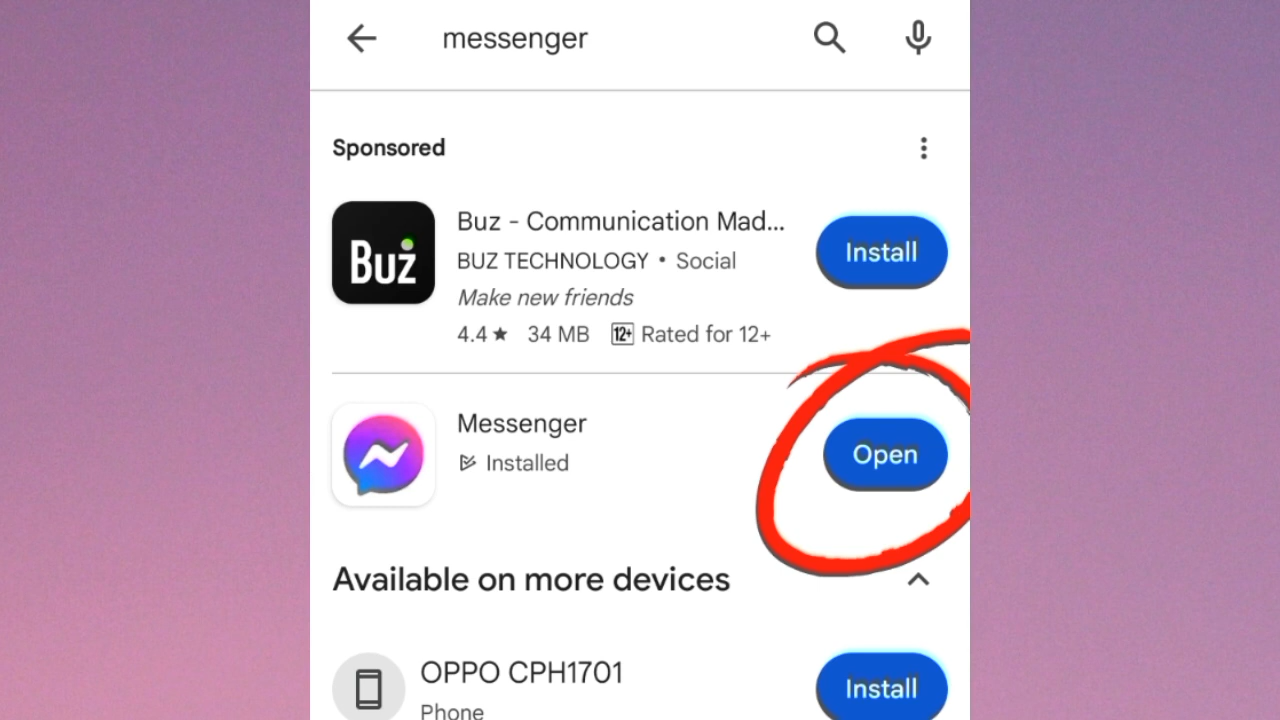 messenger
Sponsored
Buz
Buz - Communication Mad...
BUZ TECHNOLOGY • Social
Make new friends
4.4★ 34 MB 12+ Rated for 12+
Install
Messenger
Installed
Open
Available on more devices
OPPO CPH1701
Phone
Install